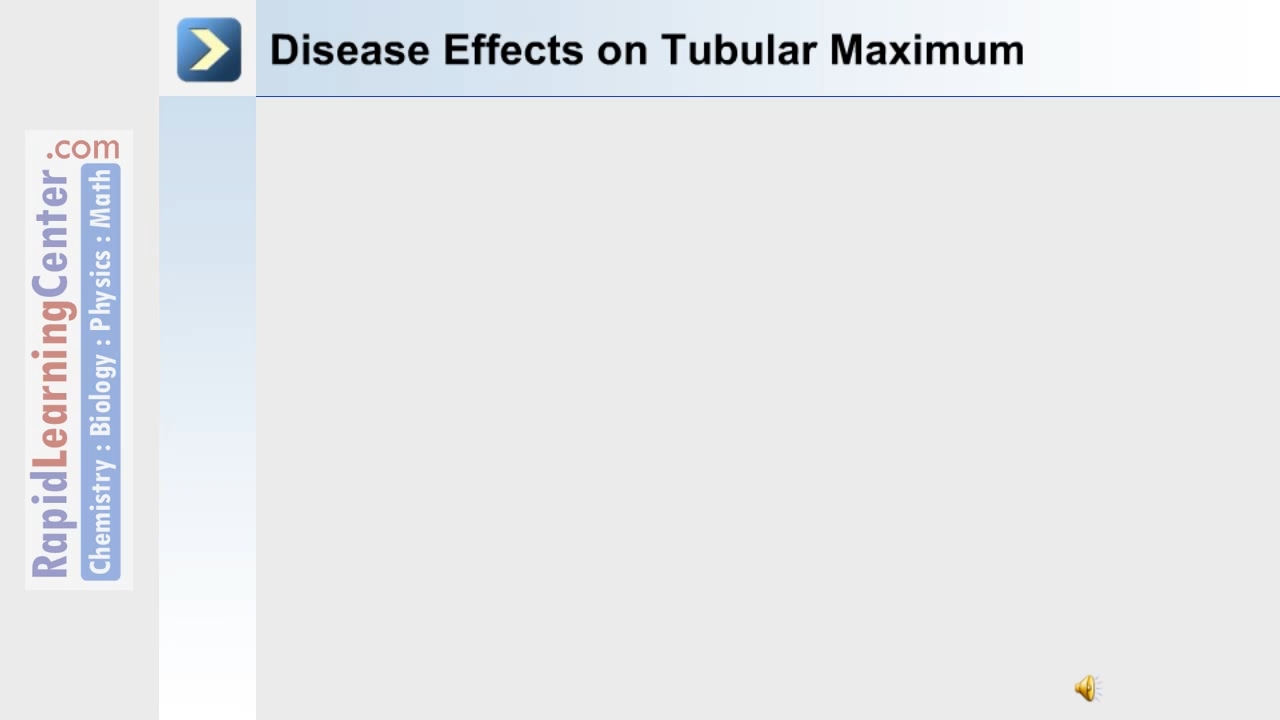 Disease Effects on Tubular Maximum
RapidLearningCenter
.com
Chemistry : Biology : Physics : Math